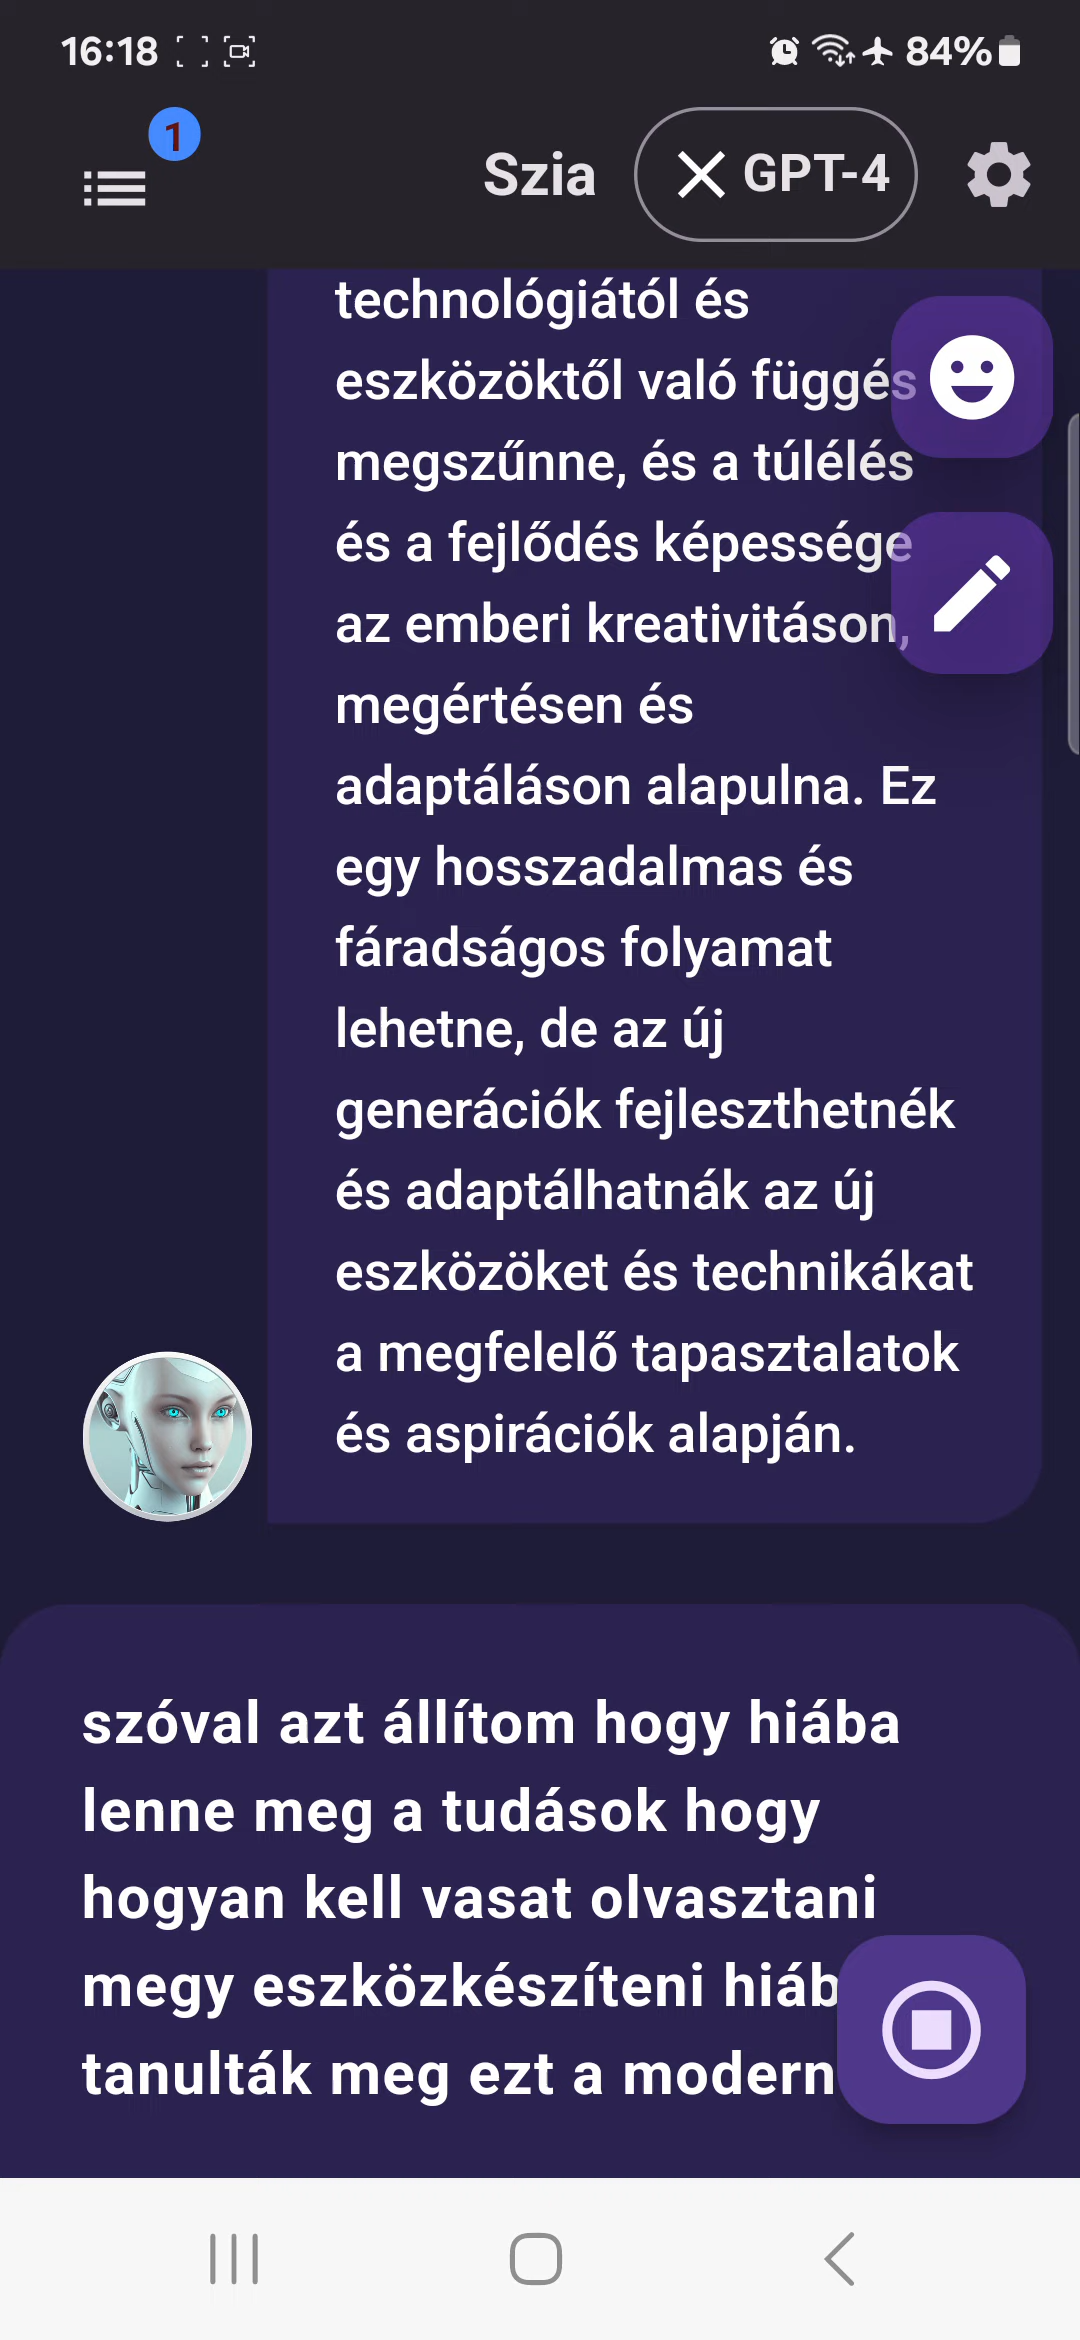 16:18
84%
1
Szia
GPT-4
technológiától és
eszközöktől való függés
megszűnne, és a túlélés
és a fejlődés képessége
az emberi kreativitáson,
megértésen és
adaptáláson alapulna. Ez
egy hosszadalmas és
fáradságos folyamat
lehetne, de az új
generációk fejleszthetnék
és adaptálhatnák az új
eszközöket és technikákat
a megfelelő tapasztalatok
és aspirációk alapján.
szóval azt állítom hogy hiába
lenne meg a tudások hogy
hogyan kell vasat olvasztani
megy eszközkészíteni hiáb
tanulták meg ezt a modern